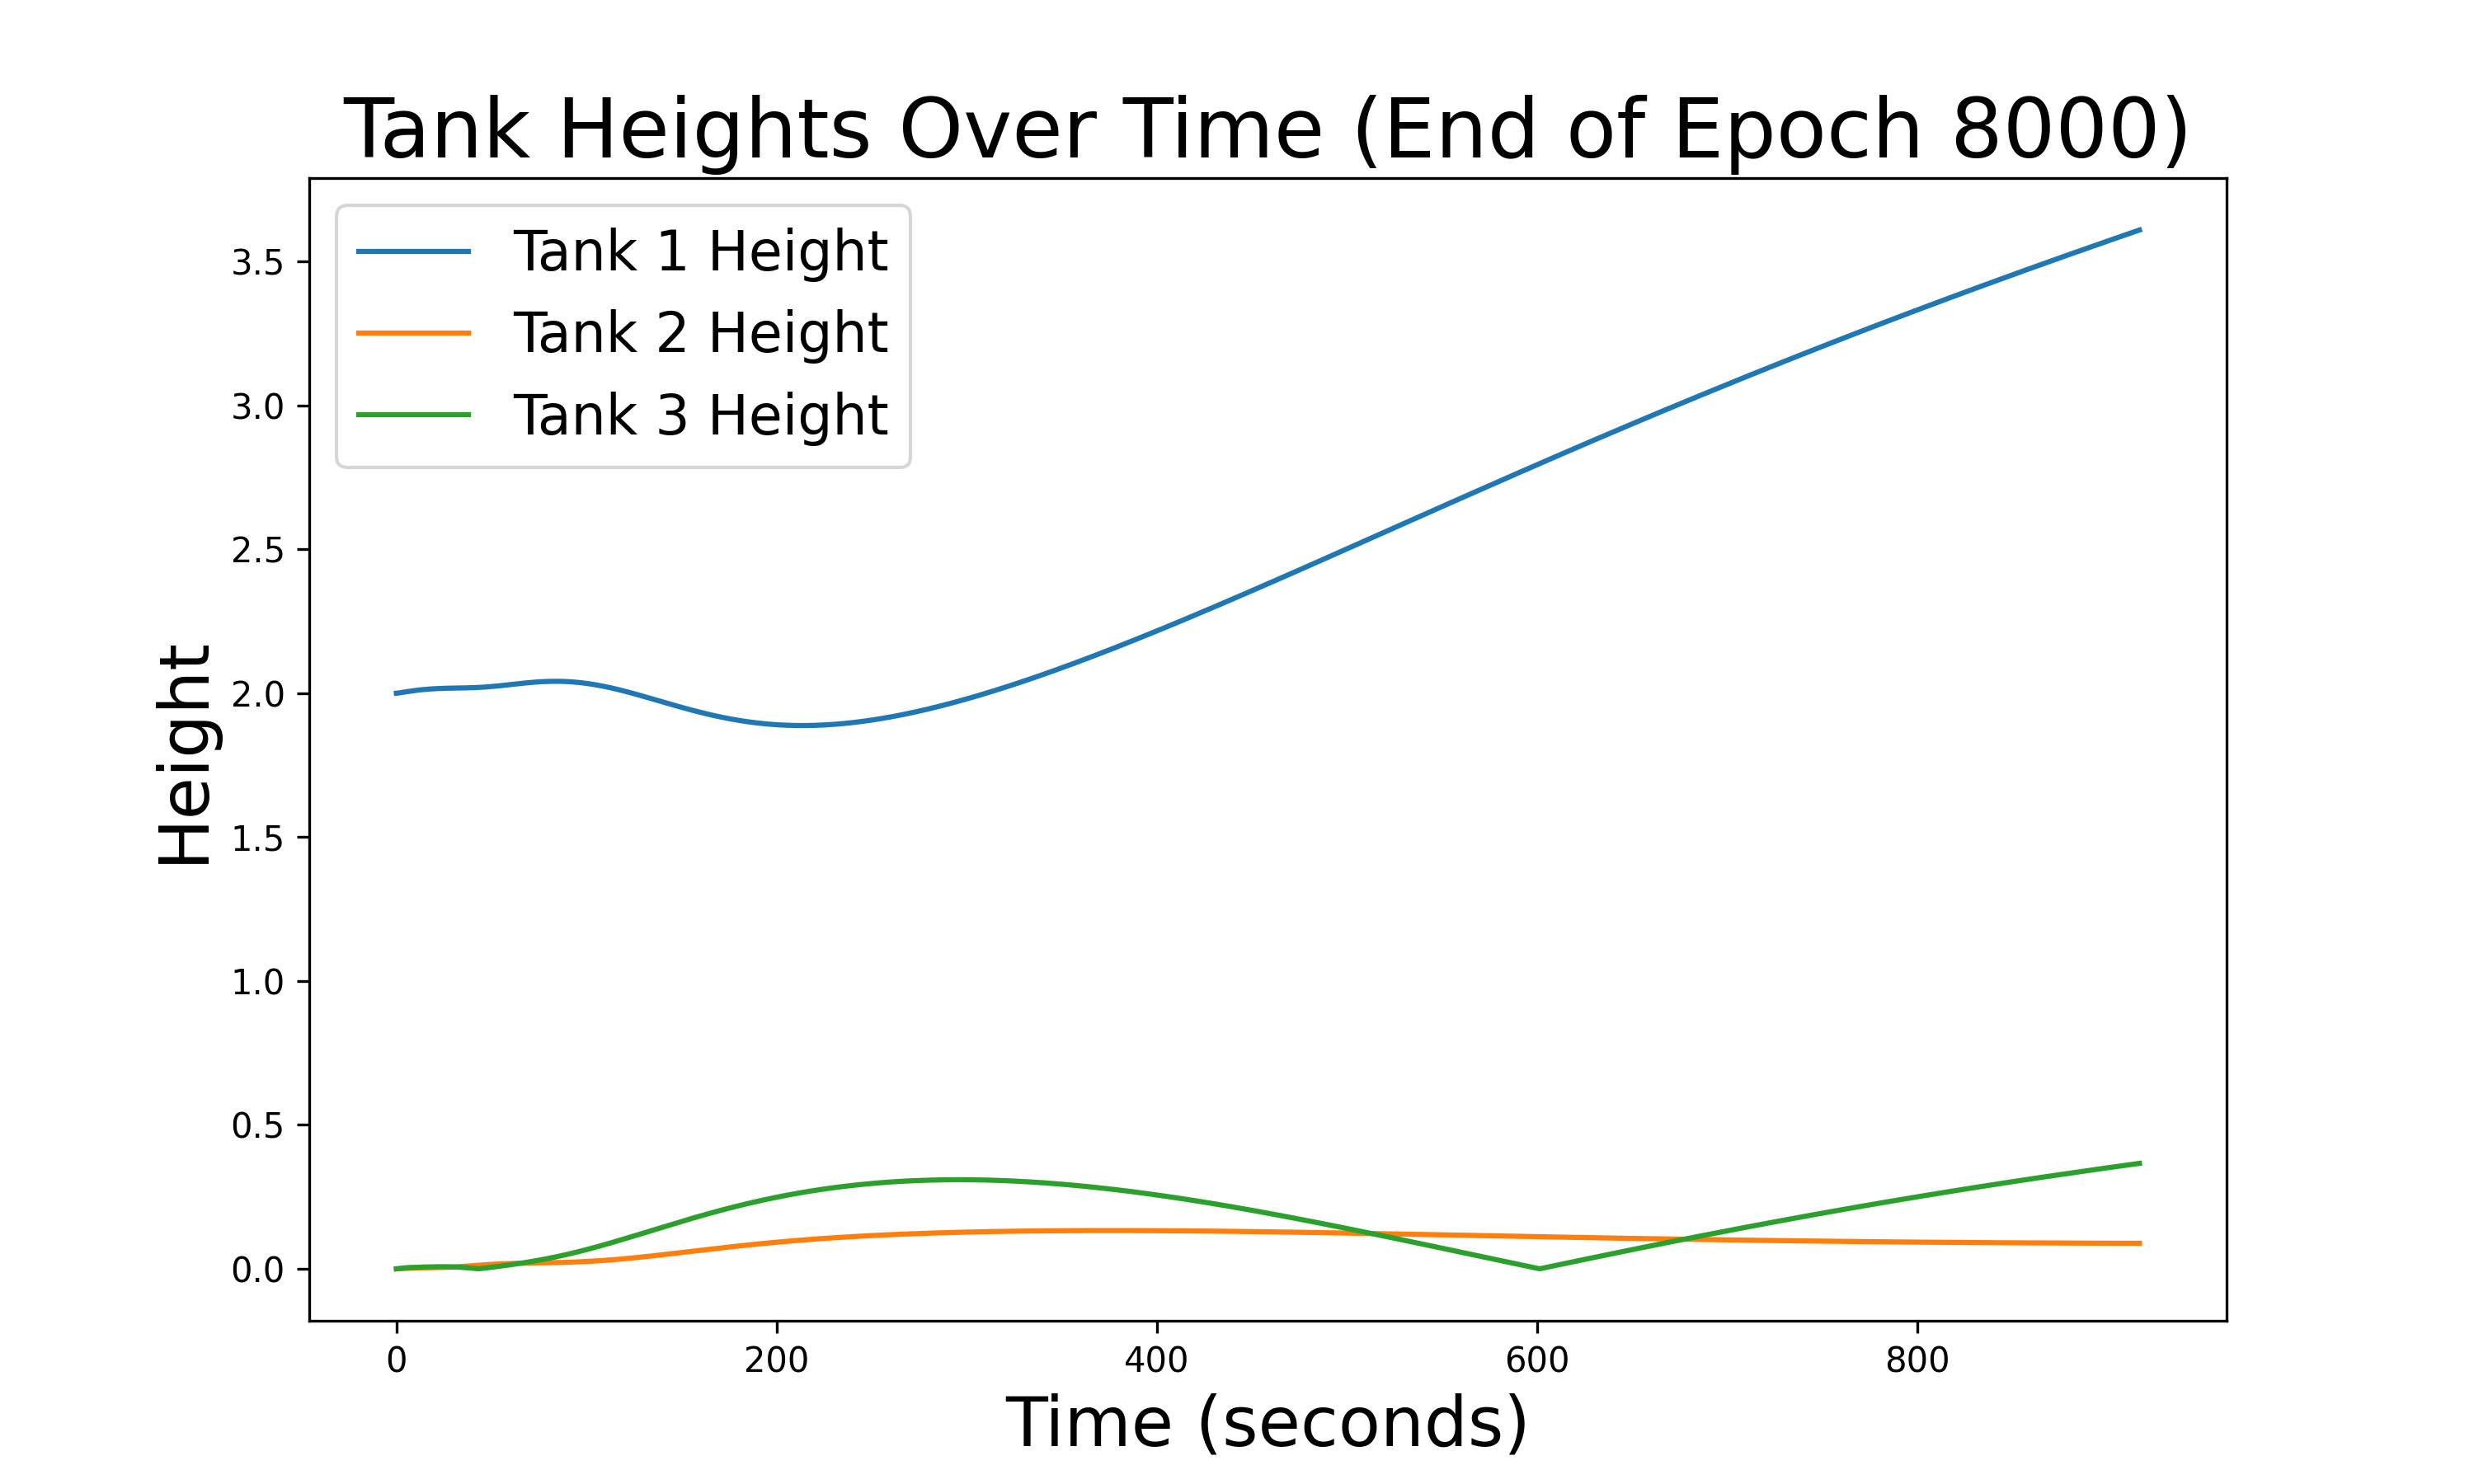 Tank Heights Over Time (End of Epoch 8000)
Tank 1 Height
Tank 2 Height
Tank 3 Height
Height
3.5
3.0
2.5
2.0
1.5
1.0
0.5
0.0
0 200 400 600 800
Time (seconds)